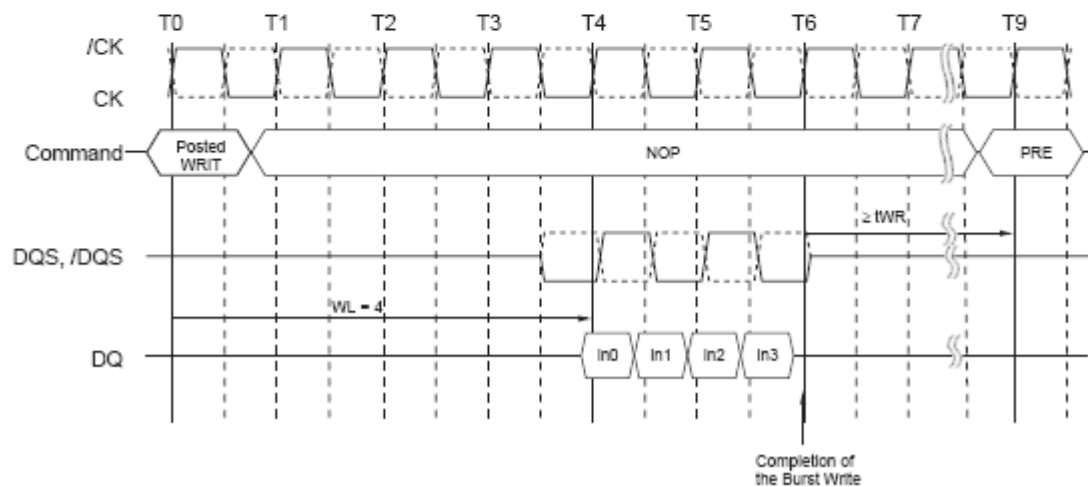 T0 T1 T2 T3 T4 T5 T6 T7 T9
/CK
CK
Command
Posted
WRIT
NOP
PRE
≥ tWR
DQS, /DQS
WL = 4
DQ
In0 In1 In2 In3
Completion of
the Burst Write